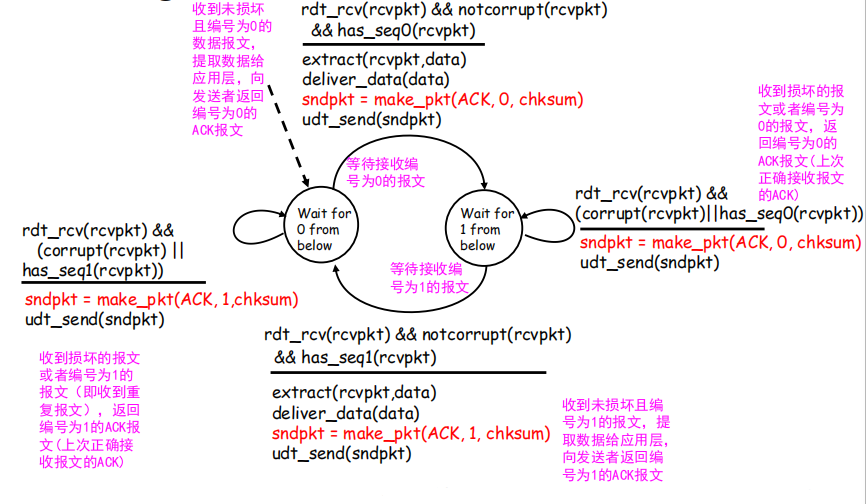 收到未损坏
且编号为0的
数据报文，
提取数据给
应用层，向
发送者返回
编号为0的
ACK报文
rdt_rcv(rcvpkt) && notcorrupt(rcvpkt)
&& has_seq0(rcvpkt)
extract(rcvpkt,data)
deliver_data(data)
sndpkt = make_pkt(ACK, 0, chksum)
udt_send(sndpkt)
收到损坏的报
文或者编号为
0的报文，返
回编号为0的
ACK报文(上次
正确接收报文
的ACK)
等待接收编
号为0的报文
Wait for
0 from
below
Wait for
1 from
below
rdt_rcv(rcvpkt) &&
(corrupt(rcvpkt)||has_seq0(rcvpkt))
sndpkt = make_pkt(ACK, 0, chksum)
udt_send(sndpkt)
rdt_rcv(rcvpkt) &&
(corrupt(rcvpkt) ||
has_seq1(rcvpkt))
sndpkt = make_pkt(ACK, 1,chksum)
udt_send(sndpkt)
等待接收编
号为1的报文
rdt_rcv(rcvpkt) && notcorrupt(rcvpkt)
&& has_seq1(rcvpkt)
extract(rcvpkt,data)
deliver_data(data)
sndpkt = make_pkt(ACK, 1, chksum)
udt_send(sndpkt)
收到损坏的报文
或者编号为1的
报文（即收到重
复报文），返回
编号为1的ACK报
文(上次正确接
收报文的ACK)
收到未损坏且编
号为1的报文，提
取数据给应用层，
向发送者返回编
号为1的ACK报文